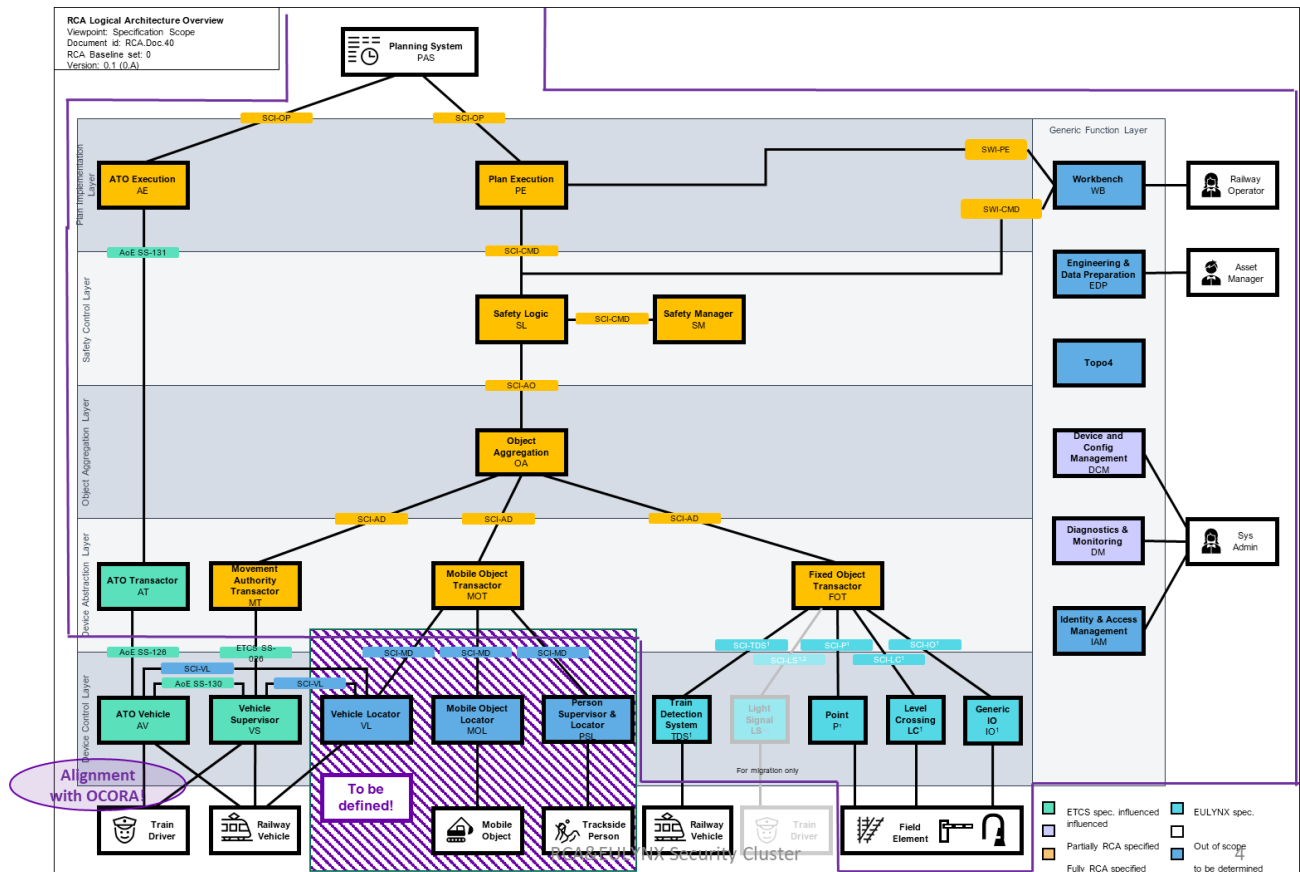 RCA Logical Architecture Overview
Viewpoint: Specification Scope
Document id: RCA.Doc.40
RCA Baseline set: 0
Version: 0.1 (0.A)
Planning System
PAS
SCI-OP
SCI-OP
Generic Function Layer
Plan Implementation
Layer
ATO Execution
AE
Plan Execution
PE
SWI-PE
SWI-CMD
Workbench
WB
Railway
Operator
AoE SS-131
SCI-CMD
Safety Control Layer
Engineering &
Data Preparation
EDP
Asset
Manager
Safety Logic
SL
SCI-CMD
Safety Manager
SM
Topo4
SCI-AO
Object Aggregation Layer
Object
Aggregation
OA
Device and
Config
Management
DCM
SCI-AD
SCI-AD
SCI-AD
Diagnostics &
Monitoring
DM
Sys
Admin
Device Abstraction Layer
ATO Transactor
AT
Movement
Authority
Transactor
MT
Mobile Object
Transactor
MOT
Fixed Object
Transactor
FOT
Identity & Access
Management
IAM
AoE SS-126
ETCS SS-
026
SCI-MD
SCI-MD
SCI-MD
SCI-TDS¹
SCI-P¹
SCI-IO¹
SCI-LS¹,²
SCI-LC¹
SCI-VL
AoE SS-130
SCI-VL
Device Control Layer
ATO Vehicle
AV
Vehicle
Supervisor
VS
Vehicle Locator
VL
Mobile Object
Locator
MOL
Person
Supervisor &
Locator
PSL
Train
Detection
System
TDS¹
Light
Signal
LS
Point
P¹
Level
Crossing
LC¹
Generic
IO
IO¹
For migration only
Alignment
with OCORA!
To be
defined!
Train
Driver
Railway
Vehicle
Mobile
Object
Trackside
Person
Railway
Vehicle
Train
Driver
Field
Element
RCA&EULYNX Security Cluster
4
ETCS spec. influenced
influenced
EULYNX spec.
Partially RCA specified
Out of scope
Fully RCA specified
to be determined